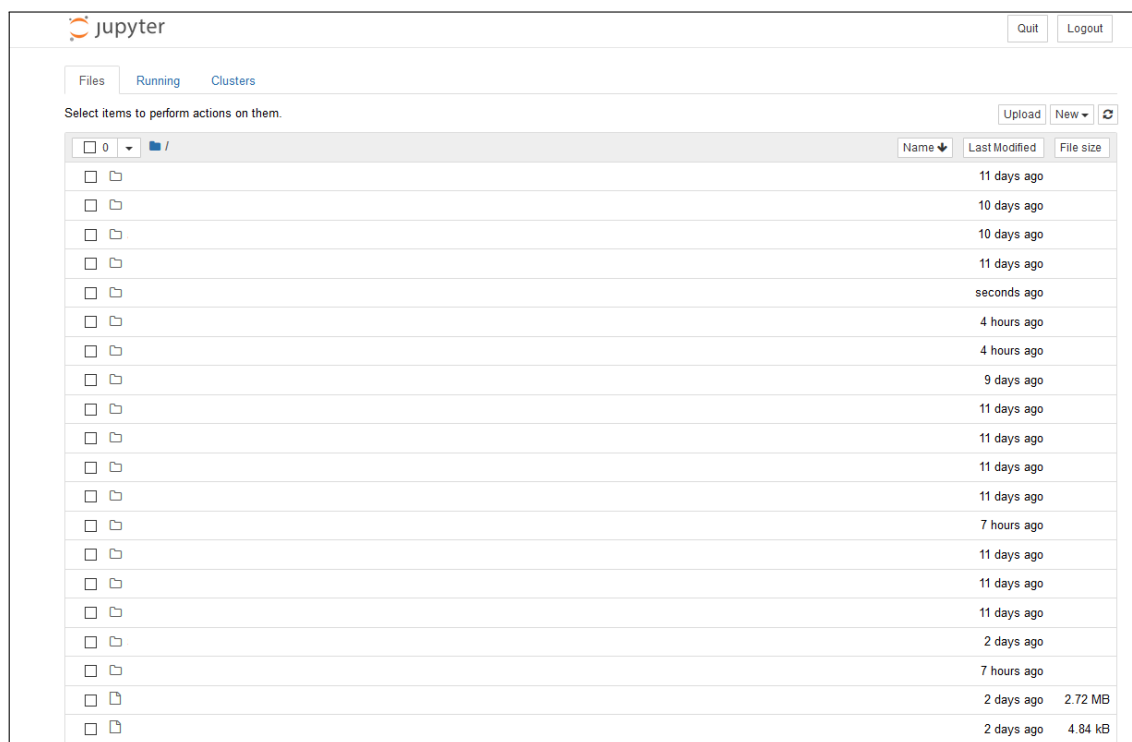 jupyter
Quit Logout
Files Running Clusters
Select items to perform actions on them.
Upload New
0 / Name Last Modified File size
11 days ago
10 days ago
10 days ago
11 days ago
seconds ago
4 hours ago
4 hours ago
9 days ago
11 days ago
11 days ago
11 days ago
11 days ago
7 hours ago
11 days ago
11 days ago
11 days ago
2 days ago
7 hours ago
2 days ago 2.72 MB
2 days ago 4.84 kB